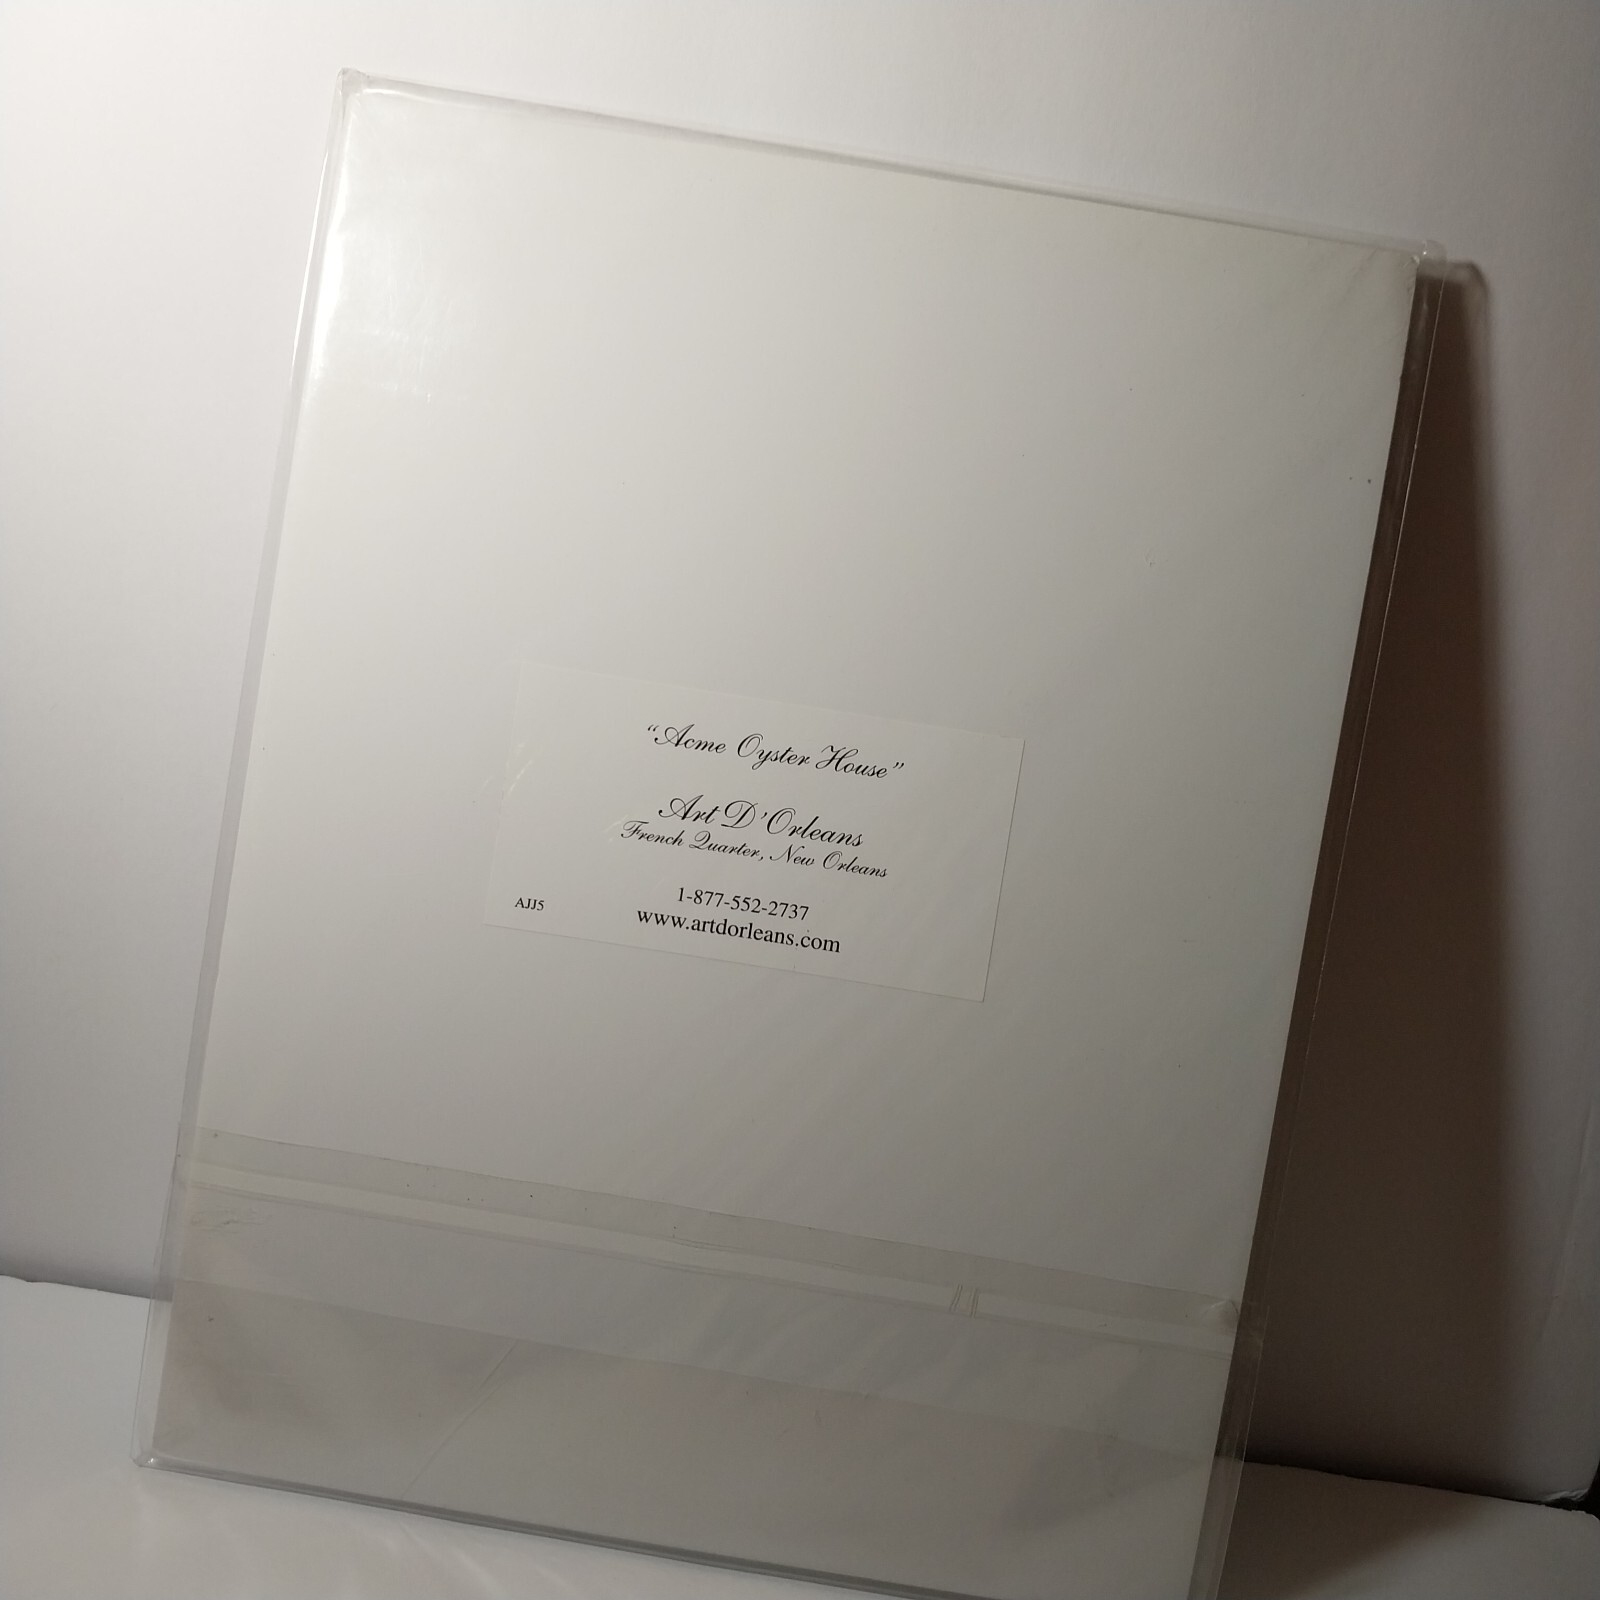 “Acme Oyster House”
Art D’Orleans
French Quarter, New Orleans
1-877-552-2737
AJJ5
www.artdorleans.com